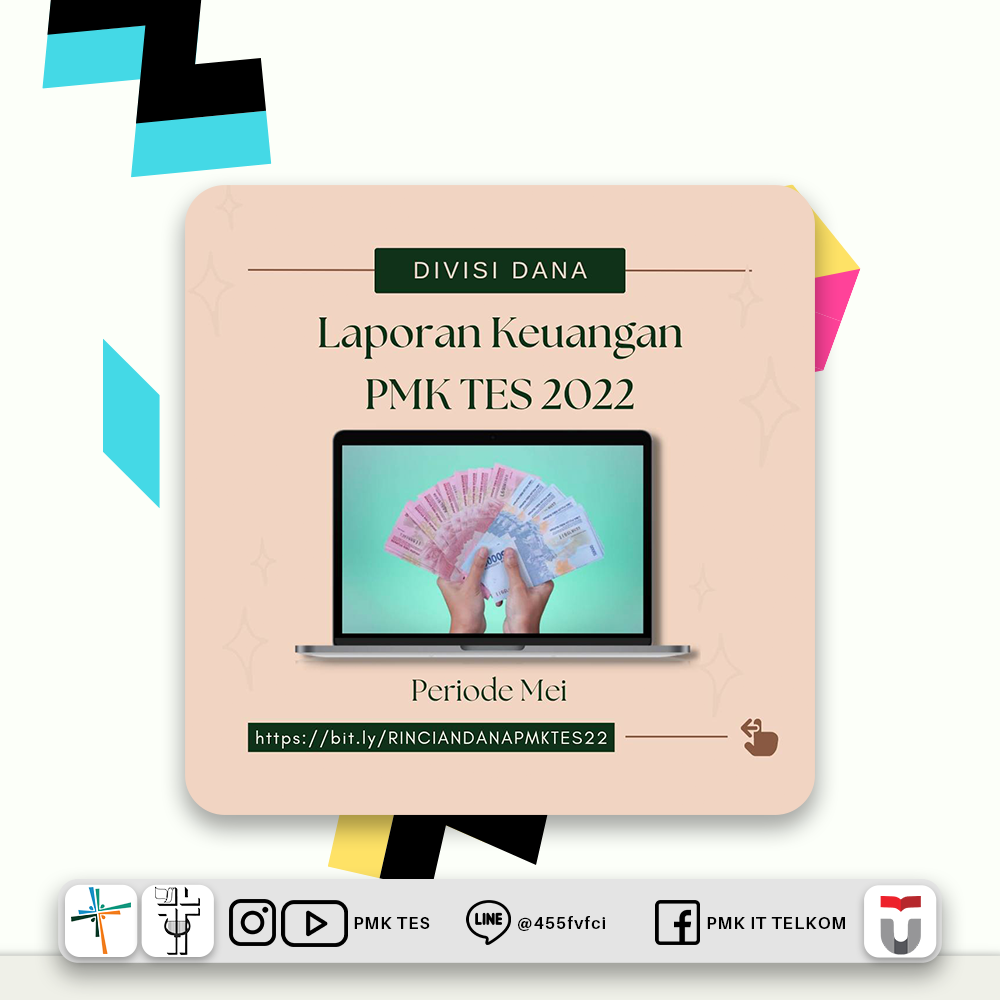 DIVISI DANA
Laporan Keuangan
PMK TES 2022
Periode Mei
https://bit.ly/RINCIANDANAPMKTES22
PMK TES
LINE
@455fvfci
PMK IT TELKOM